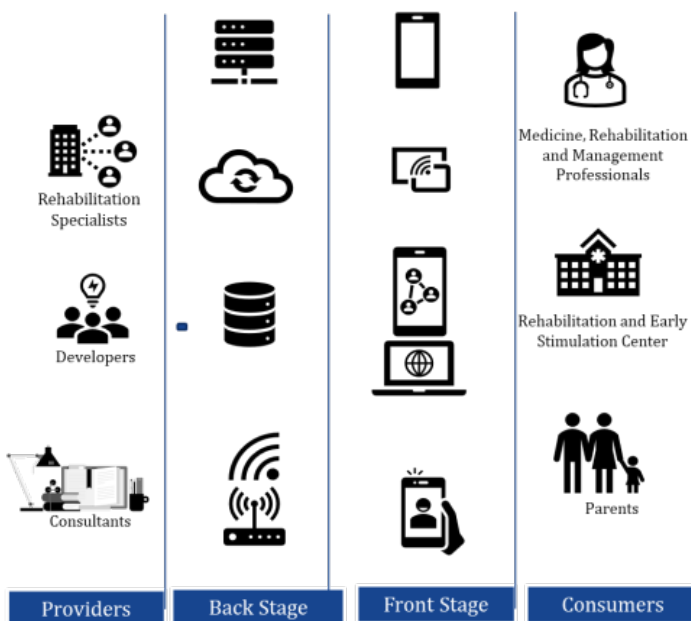 Rehabilitation
Specialists
Developers
Consultants
Medicine, Rehabilitation
and Management
Professionals
Rehabilitation and Early
Stimulation Center
Parents
Providers
Back Stage
Front Stage
Consumers